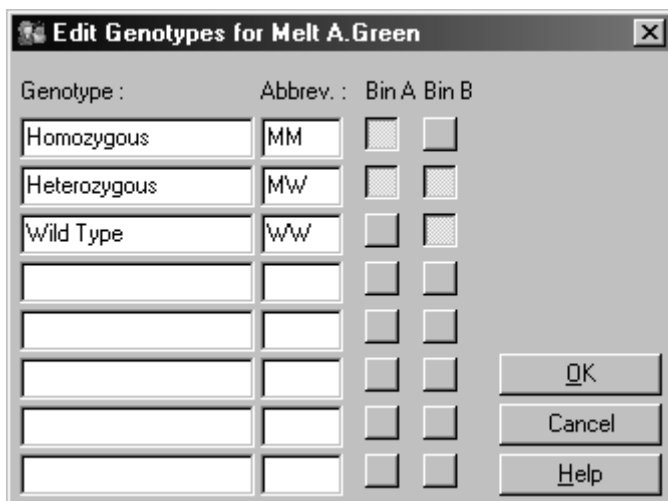 Edit Genotypes for Melt A.Green
Genotype : Abbrev. : Bin A Bin B
Homozygous MM
Heterozygous MW
Wild Type WW
OK
Cancel
Help